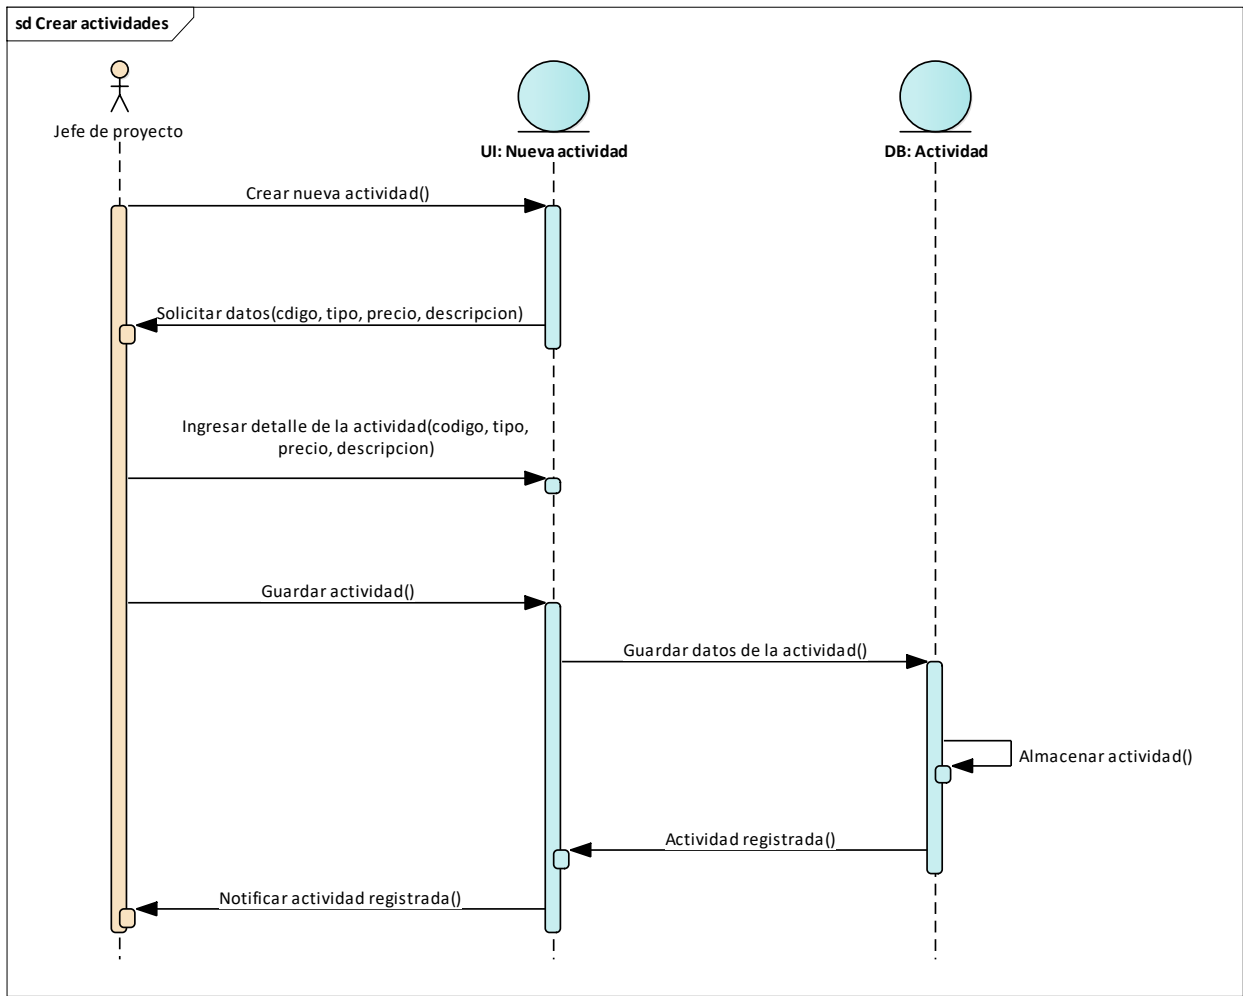 sd Crear actividades
Jefe de proyecto
UI: Nueva actividad
DB: Actividad
Crear nueva actividad()
Solicitar datos(cdigo, tipo, precio, descripcion)
Ingresar detalle de la actividad(codigo, tipo,
precio, descripcion)
Guardar actividad()
Guardar datos de la actividad()
Almacenar actividad()
Actividad registrada()
Notificar actividad registrada()